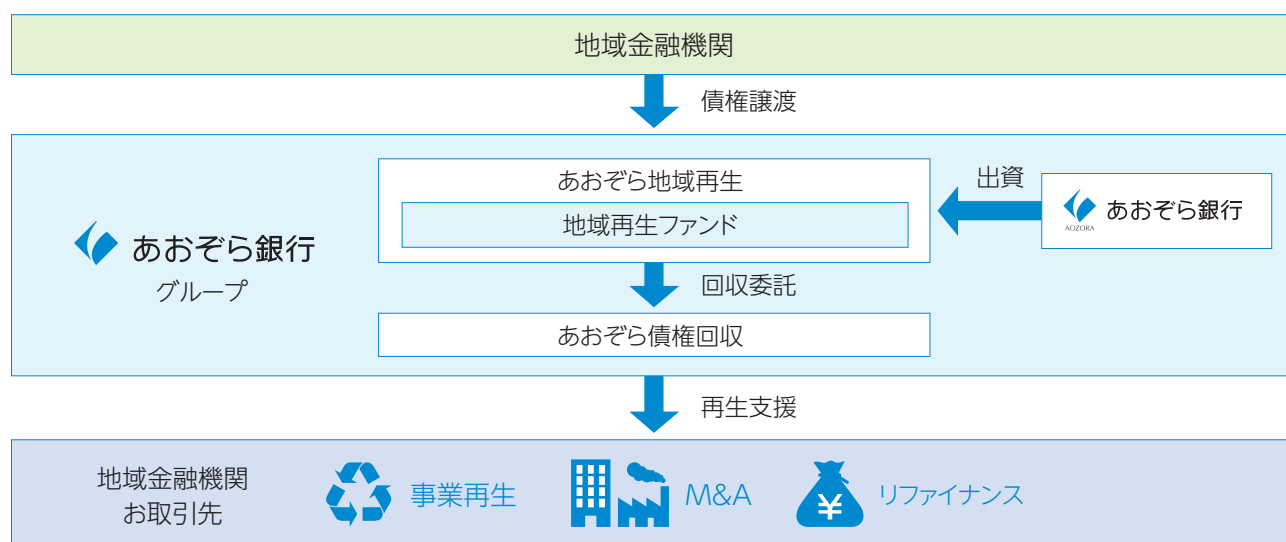 地域金融機関
債権譲渡
あおぞら地域再生
地域再生ファンド
出資
あおぞら銀行
AOZORA
あおぞら銀行
グループ
回収委託
あおぞら債権回収
再生支援
地域金融機関
お取引先
事業再生
M&A
¥
リファイナンス